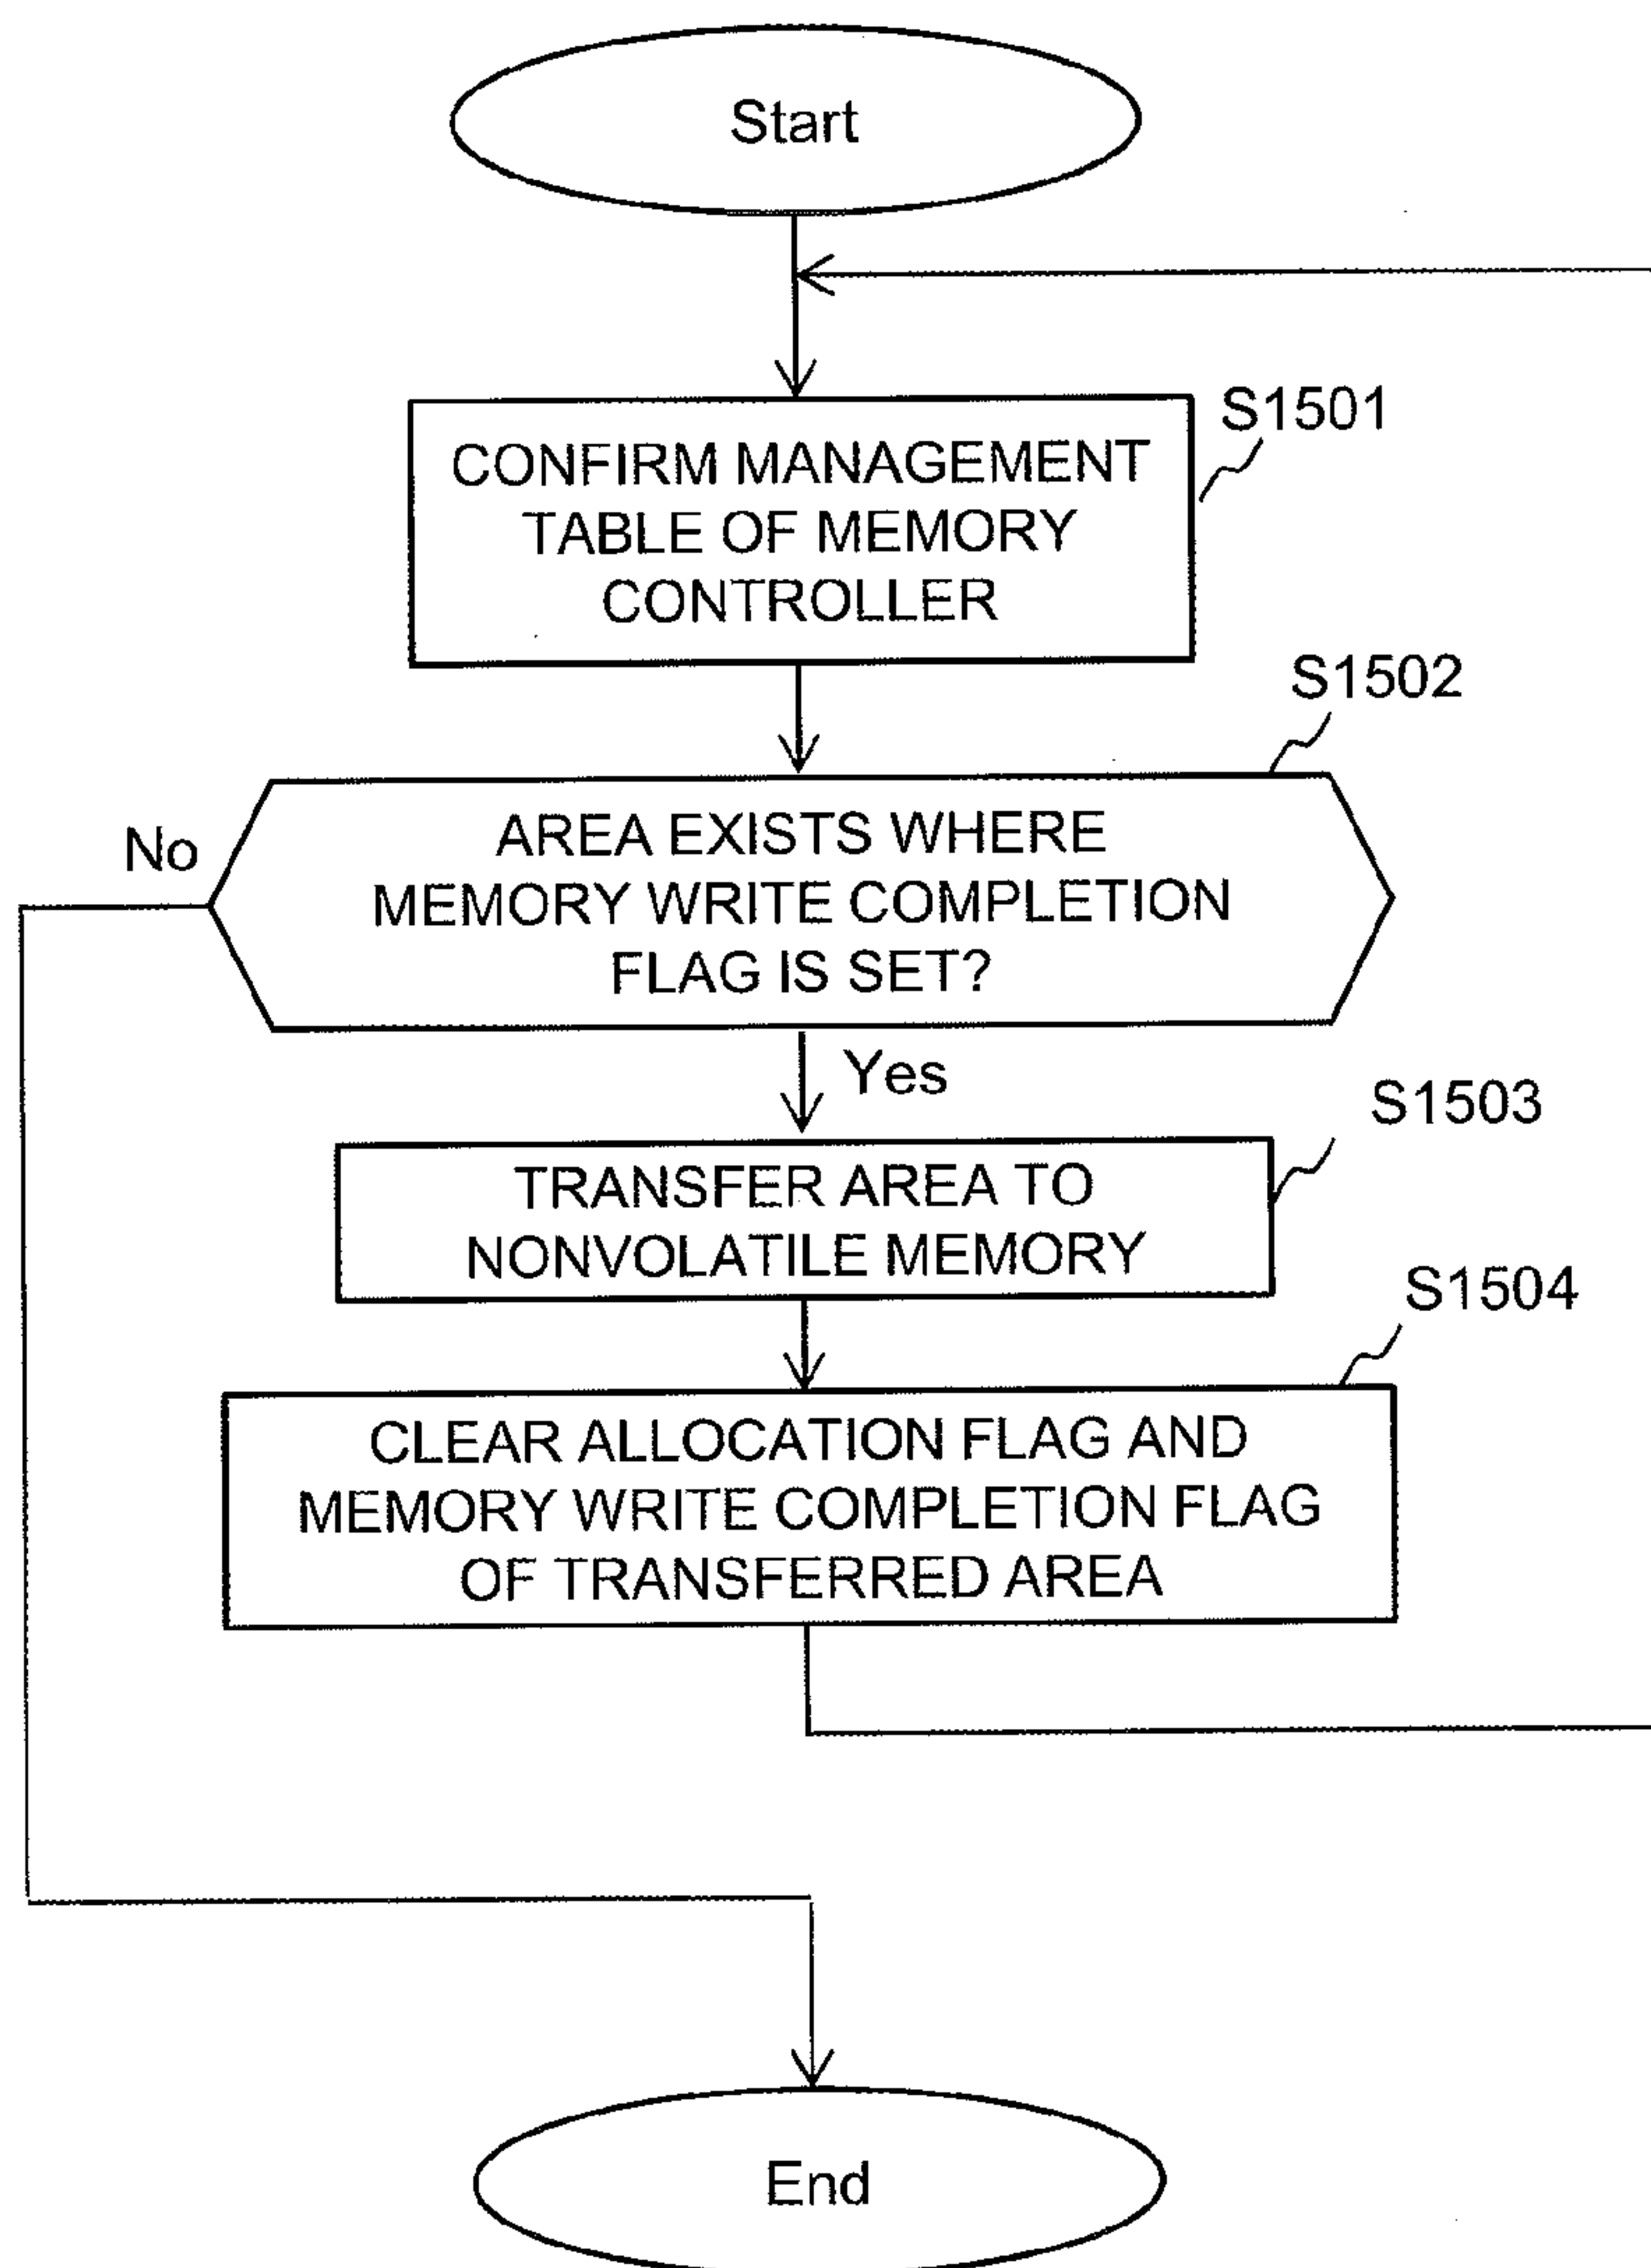 Start
S1501
CONFIRM MANAGEMENT
TABLE OF MEMORY
CONTROLLER
S1502
No
AREA EXISTS WHERE
MEMORY WRITE COMPLETION
FLAG IS SET?
Yes
S1503
TRANSFER AREA TO
NONVOLATILE MEMORY
S1504
CLEAR ALLOCATION FLAG AND
MEMORY WRITE COMPLETION FLAG
OF TRANSFERRED AREA
End